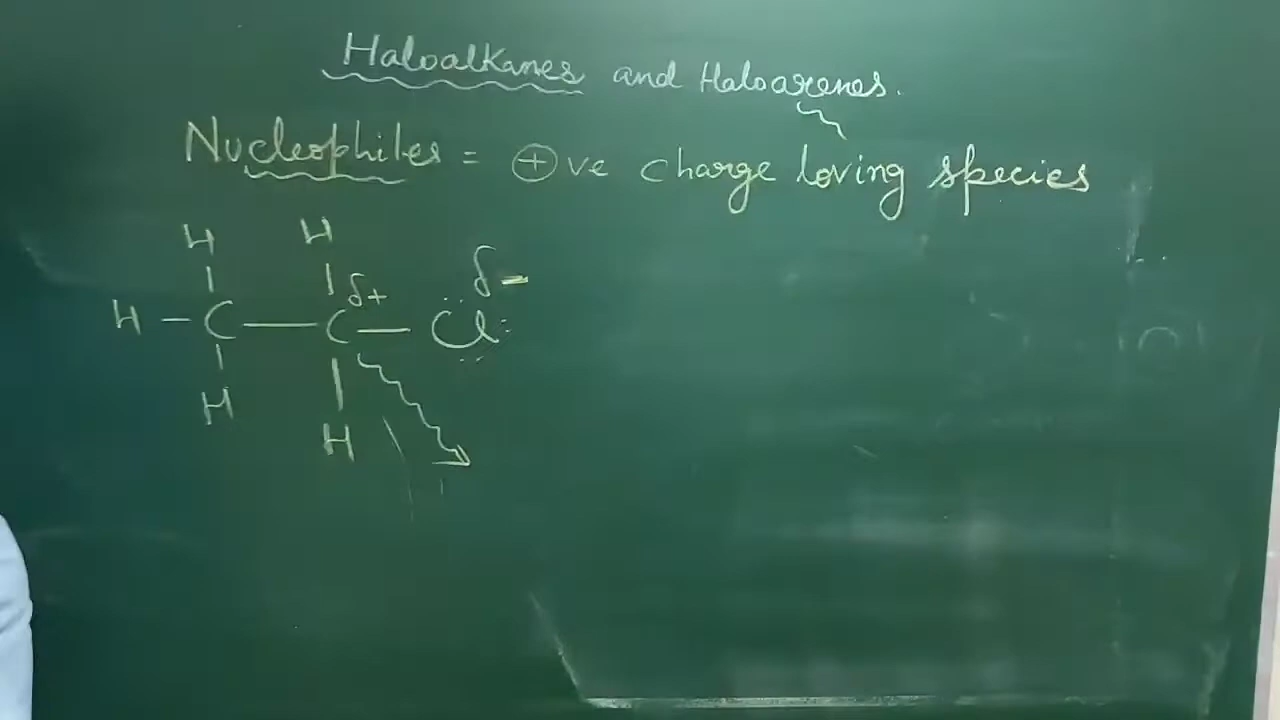 Haloalkanes and Haloarenes.
Nucleophiles = ⊕ve charge loving species
H H
δ+ δ-
H - C — C - Cl
H H